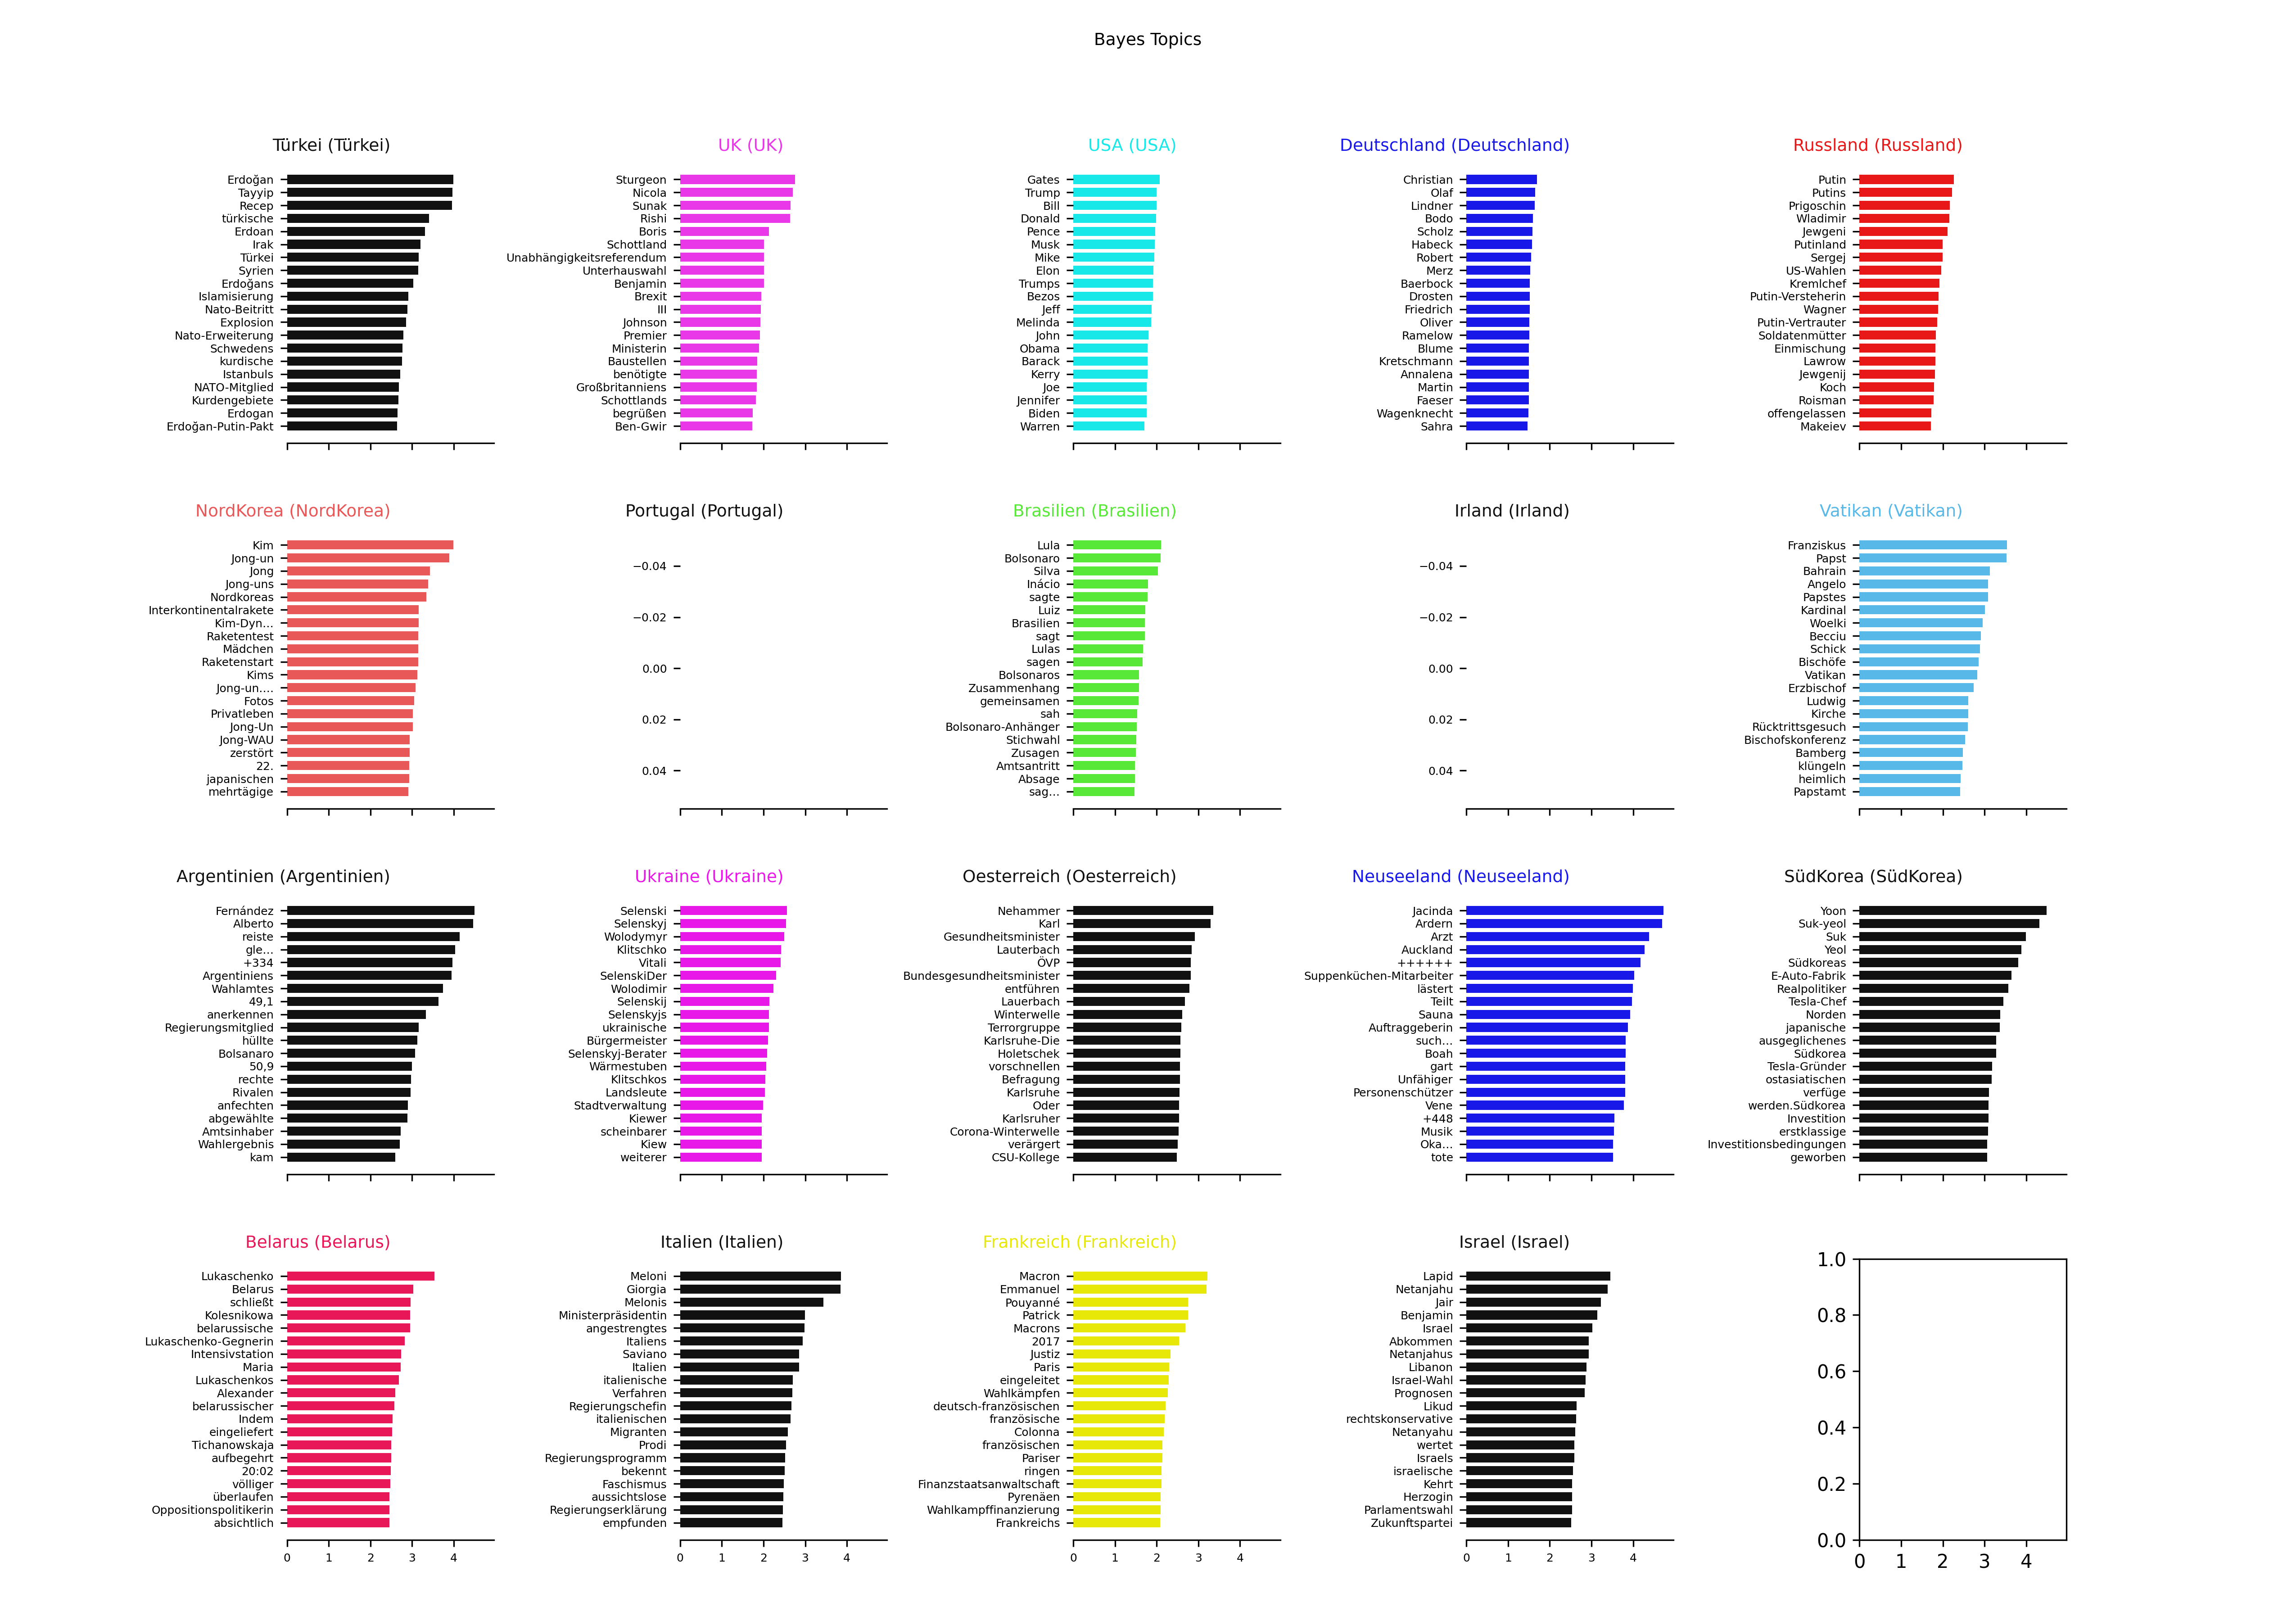 Bayes Topics
Türkei (Türkei)
Erdoğan
Tayyip
Recep
türkische
Erdoan
Irak
Türkei
Syrien
Erdoğans
Islamisierung
Nato-Beitritt
Explosion
Nato-Erweiterung
Schwedens
kurdische
Istanbuls
NATO-Mitglied
Kurdengebiete
Erdogan
Erdoğan-Putin-Pakt
UK (UK)
Sturgeon
Nicola
Sunak
Rishi
Boris
Schottland
Unabhängigkeitsreferendum
Unterhauswahl
Benjamin
Brexit
III
Johnson
Premier
Ministerin
Baustellen
benötigte
Großbritanniens
Schottlands
begrüßen
Ben-Gwir
USA (USA)
Gates
Trump
Bill
Donald
Pence
Musk
Mike
Elon
Trumps
Bezos
Jeff
Melinda
John
Obama
Barack
Kerry
Joe
Jennifer
Biden
Warren
Deutschland (Deutschland)
Christian
Olaf
Lindner
Bodo
Scholz
Habeck
Robert
Merz
Baerbock
Drosten
Friedrich
Oliver
Ramelow
Blume
Kretschmann
Annalena
Martin
Faeser
Wagenknecht
Sahra
Russland (Russland)
Putin
Putins
Prigoschin
Wladimir
Jewgeni
Putinland
Sergej
US-Wahlen
Kremlchef
Putin-Versteherin
Wagner
Putin-Vertrauter
Soldatenmütter
Einmischung
Lawrow
Jewgenij
Koch
Roisman
offengelassen
Makeiev
NordKorea (NordKorea)
Kim
Jong-un
Jong
Jong-uns
Nordkoreas
Interkontinentalrakete
Kim-Dyn…
Raketentest
Mädchen
Raketenstart
Kims
Jong-un.…
Fotos
Privatleben
Jong-Un
Jong-WAU
zerstört
22.
japanischen
mehrtägige
Portugal (Portugal)
−0.04
−0.02
0.00
0.02
0.04
Brasilien (Brasilien)
Lula
Bolsonaro
Silva
Inácio
sagte
Luiz
Brasilien
sagt
Lulas
sagen
Bolsonaros
Zusammenhang
gemeinsamen
sah
Bolsonaro-Anhänger
Stichwahl
Zusagen
Amtsantritt
Absage
sag…
Irland (Irland)
−0.04
−0.02
0.00
0.02
0.04
Vatikan (Vatikan)
Franziskus
Papst
Bahrain
Angelo
Papstes
Kardinal
Woelki
Becciu
Schick
Bischöfe
Vatikan
Erzbischof
Ludwig
Kirche
Rücktrittsgesuch
Bischofskonferenz
Bamberg
klüngeln
heimlich
Papstamt
Argentinien (Argentinien)
Fernández
Alberto
reiste
gle…
+334
Argentiniens
Wahlamtes
49,1
anerkennen
Regierungsmitglied
hüllte
Bolsanaro
50,9
rechte
Rivalen
anfechten
abgewählte
Amtsinhaber
Wahlergebnis
kam
Ukraine (Ukraine)
Selenski
Selenskyj
Wolodymyr
Klitschko
Vitali
SelenskiDer
Wolodimir
Selenskij
Selenskyjs
ukrainische
Bürgermeister
Selenskyj-Berater
Wärmestuben
Klitschkos
Landsleute
Stadtverwaltung
Kiewer
scheinbarer
Kiew
weiterer
Oesterreich (Oesterreich)
Nehammer
Karl
Gesundheitsminister
Lauterbach
ÖVP
Bundesgesundheitsminister
entführen
Lauerbach
Winterwelle
Terrorgruppe
Karlsruhe-Die
Holetschek
vorschnellen
Befragung
Karlsruhe
Oder
Karlsruher
Corona-Winterwelle
verärgert
CSU-Kollege
Neuseeland (Neuseeland)
Jacinda
Ardern
Arzt
Auckland
++++++
Suppenküchen-Mitarbeiter
lästert
Teilt
Sauna
Auftraggeberin
such…
Boah
gart
Unfähiger
Personenschützer
Vene
+448
Musik
Oka…
tote
SüdKorea (SüdKorea)
Yoon
Suk-yeol
Suk
Yeol
Südkoreas
E-Auto-Fabrik
Realpolitiker
Tesla-Chef
Norden
japanische
ausgeglichenes
Südkorea
Tesla-Gründer
ostasiatischen
verfüge
werden.Südkorea
Investition
erstklassige
Investitionsbedingungen
geworben
Belarus (Belarus)
Lukaschenko
Belarus
schließt
Kolesnikowa
belarussische
Lukaschenko-Gegnerin
Intensivstation
Maria
Lukaschenkos
Alexander
belarussischer
Indem
eingeliefert
Tichanowskaja
aufbegehrt
20:02
völliger
überlaufen
Oppositionspolitikerin
absichtlich
0 1 2 3 4
Italien (Italien)
Meloni
Giorgia
Melonis
Ministerpräsidentin
angestrengtes
Italiens
Saviano
Italien
italienische
Verfahren
Regierungschefin
italienischen
Migranten
Prodi
Regierungsprogramm
bekennt
Faschismus
aussichtslose
Regierungserklärung
empfunden
0 1 2 3 4
Frankreich (Frankreich)
Macron
Emmanuel
Pouyanné
Patrick
Macrons
2017
Justiz
Paris
eingeleitet
Wahlkämpfen
deutsch-französischen
französische
Colonna
französischen
Pariser
ringen
Finanzstaatsanwaltschaft
Pyrenäen
Wahlkampffinanzierung
Frankreichs
0 1 2 3 4
Israel (Israel)
Lapid
Netanjahu
Jair
Benjamin
Israel
Abkommen
Netanjahus
Libanon
Israel-Wahl
Prognosen
Likud
rechtskonservative
Netanyahu
wertet
Israels
israelische
Kehrt
Herzogin
Parlamentswahl
Zukunftspartei
0 1 2 3 4
1.0
0.8
0.6
0.4
0.2
0.0
0 1 2 3 4